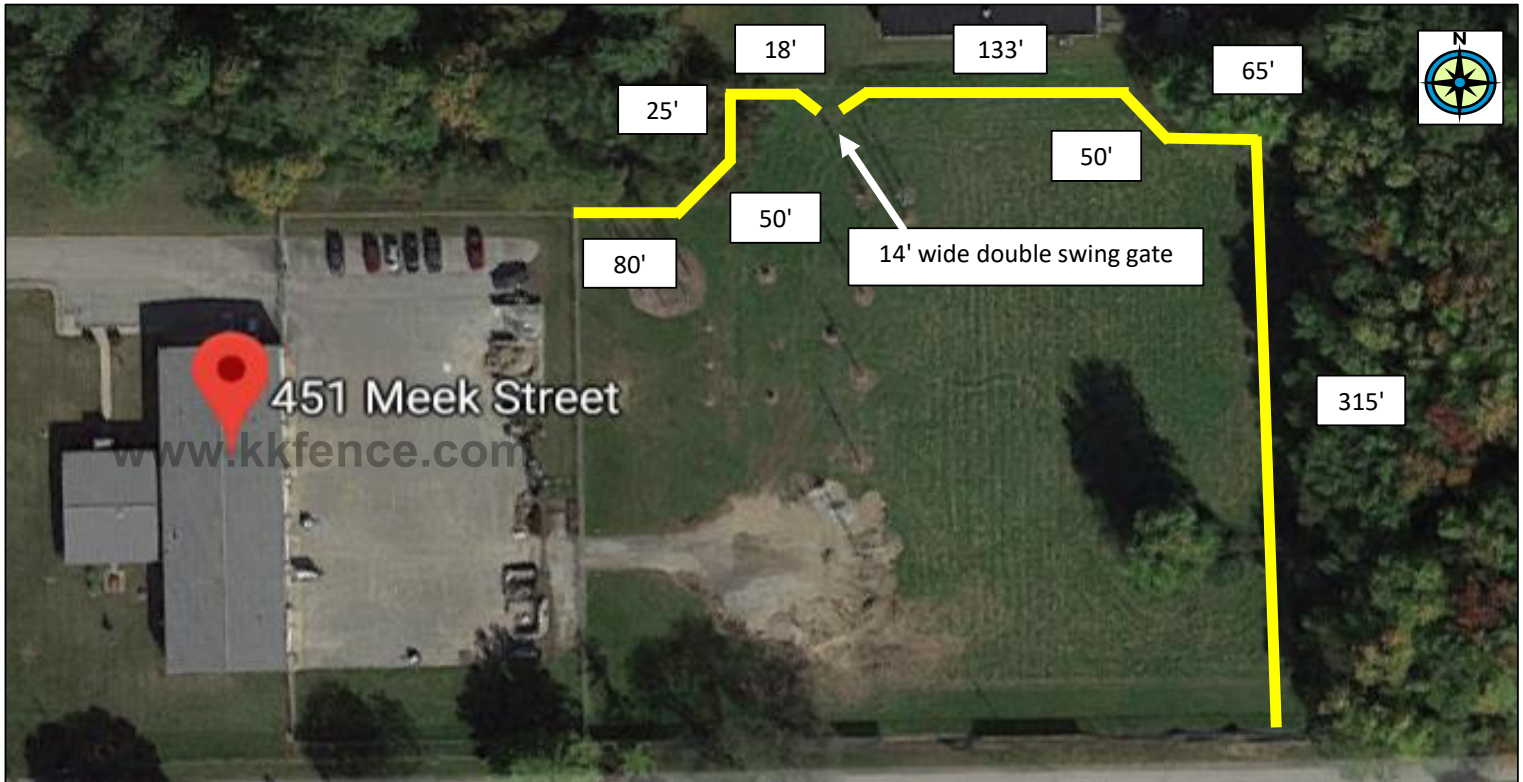 N
18'
133'
65'
25'
50'
50'
14' wide double swing gate
80'
451 Meek Street
315'
www.kkfence.com